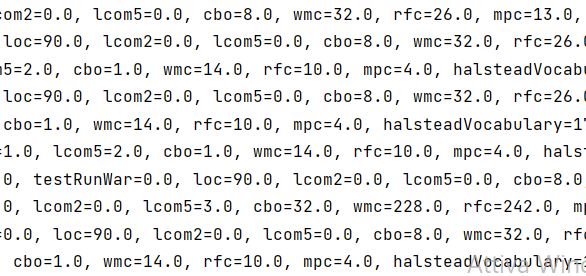 com2=0.0, lcom5=0.0, cbo=8.0, wmc=32.0, rfc=26.0, mpc=13.0,
loc=90.0, lcom2=0.0, lcom5=0.0, cbo=8.0, wmc=32.0, rfc=26.0
m5=2.0, cbo=1.0, wmc=14.0, rfc=10.0, mpc=4.0, halsteadVocabu
loc=90.0, lcom2=0.0, lcom5=0.0, cbo=8.0, wmc=32.0, rfc=26.0
cbo=1.0, wmc=14.0, rfc=10.0, mpc=4.0, halsteadVocabulary=1
=1.0, lcom5=2.0, cbo=1.0, wmc=14.0, rfc=10.0, mpc=4.0, halst
.0, testRunWar=0.0, loc=90.0, lcom2=0.0, lcom5=0.0, cbo=8.0
.0, lcom2=0.0, lcom5=3.0, cbo=32.0, wmc=228.0, rfc=242.0, mp
=0.0, loc=90.0, lcom2=0.0, lcom5=0.0, cbo=8.0, wmc=32.0, rf
cbo=1.0, wmc=14.0, rfc=10.0, mpc=4.0, halsteadVocabulary=
Activa Wind